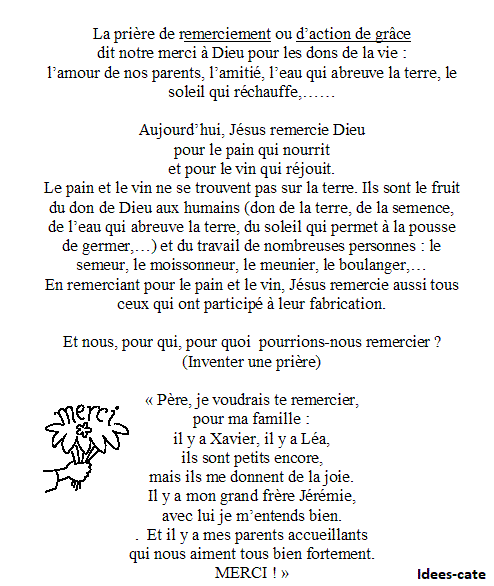 La prière de remerciement ou d’action de grâce
dit notre merci à Dieu pour les dons de la vie :
l’amour de nos parents, l’amitié, l’eau qui abreuve la terre, le
soleil qui réchauffe,……
Aujourd’hui, Jésus remercie Dieu
pour le pain qui nourrit
et pour le vin qui réjouit.
Le pain et le vin ne se trouvent pas sur la terre. Ils sont le fruit
du don de Dieu aux humains (don de la terre, de la semence,
de l’eau qui abreuve la terre, du soleil qui permet à la pousse
de germer,…) et du travail de nombreuses personnes : le
semeur, le moissonneur, le meunier, le boulanger,…
En remerciant pour le pain et le vin, Jésus remercie aussi tous
ceux qui ont participé à leur fabrication.
Et nous, pour qui, pour quoi  pourrions-nous remercier ?
(Inventer une prière)
« Père, je voudrais te remercier,
pour ma famille :
il y a Xavier, il y a Léa,
ils sont petits encore,
mais ils me donnent de la joie.
Il y a mon grand frère Jérémie,
avec lui je m’entends bien.
.  Et il y a mes parents accueillants
qui nous aiment tous bien fortement.
MERCI ! »
merci
Idees-cate